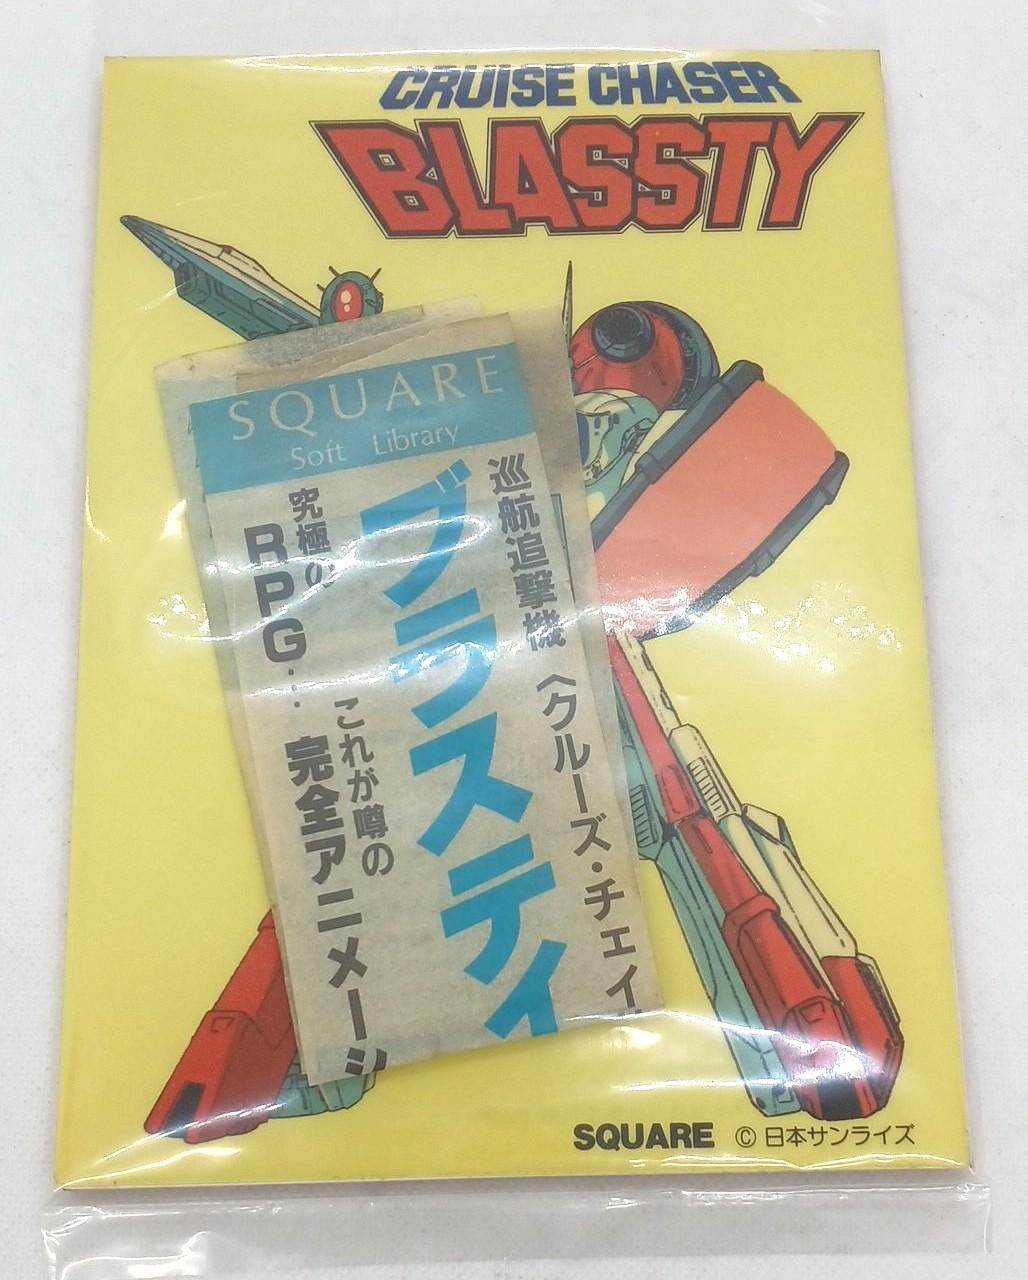 CRUISE CHASER
BLASSTY
SQUARE
Soft Library
巡航追撃機〈クルーズ・チェイ
ブラスティ
究極の
RPG‥
これが噂の
完全アニメーシ
SQUARE © 日本サンライズ